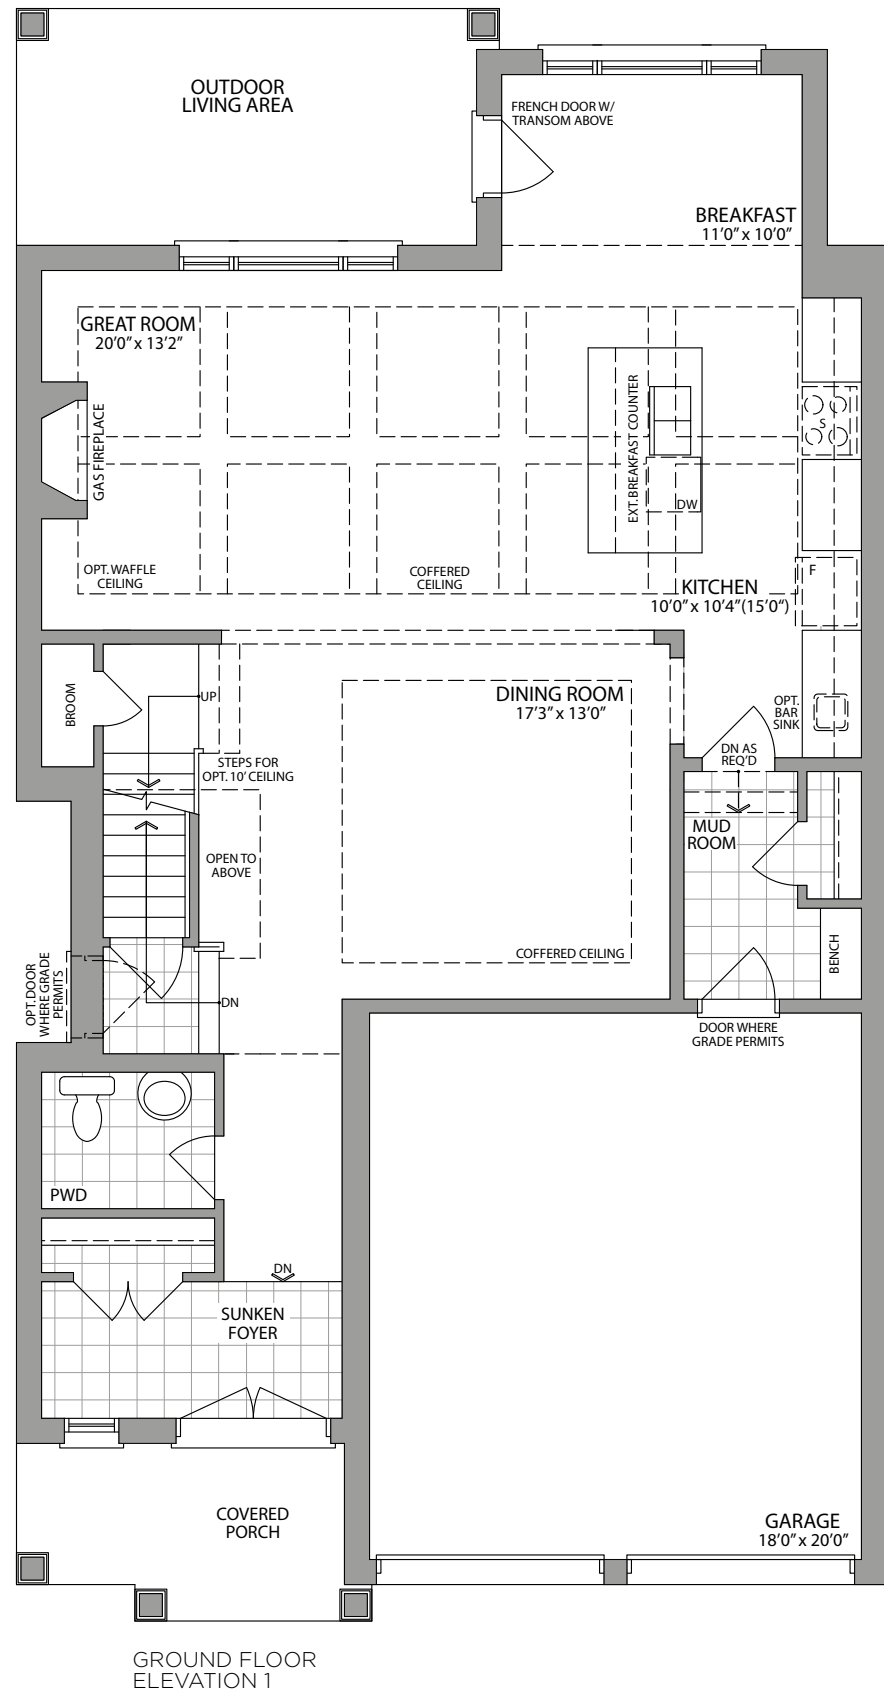 OUTDOOR
LIVING AREA
FRENCH DOOR W/
TRANSOM ABOVE
BREAKFAST
11'0" x 10'0"
GREAT ROOM
20'0" x 13'2"
GAS FIREPLACE
EXT. BREAKFAST COUNTER
S
DW
OPT. WAFFLE
CEILING
COFFERED
CEILING
F
KITCHEN
10'0" x 10'4" (15'0")
BROOM
UP
DINING ROOM
17'3" x 13'0"
OPT.
BAR
SINK
STEPS FOR
OPT. 10' CEILING
DN AS
REQ'D
MUD
ROOM
OPEN TO
ABOVE
COFFERED CEILING
BENCH
OPT. DOOR
WHERE GRADE
PERMITS
DN
DOOR WHERE
GRADE PERMITS
PWD
DN
SUNKEN
FOYER
COVERED
PORCH
GARAGE
18'0" x 20'0"
GROUND FLOOR
ELEVATION 1